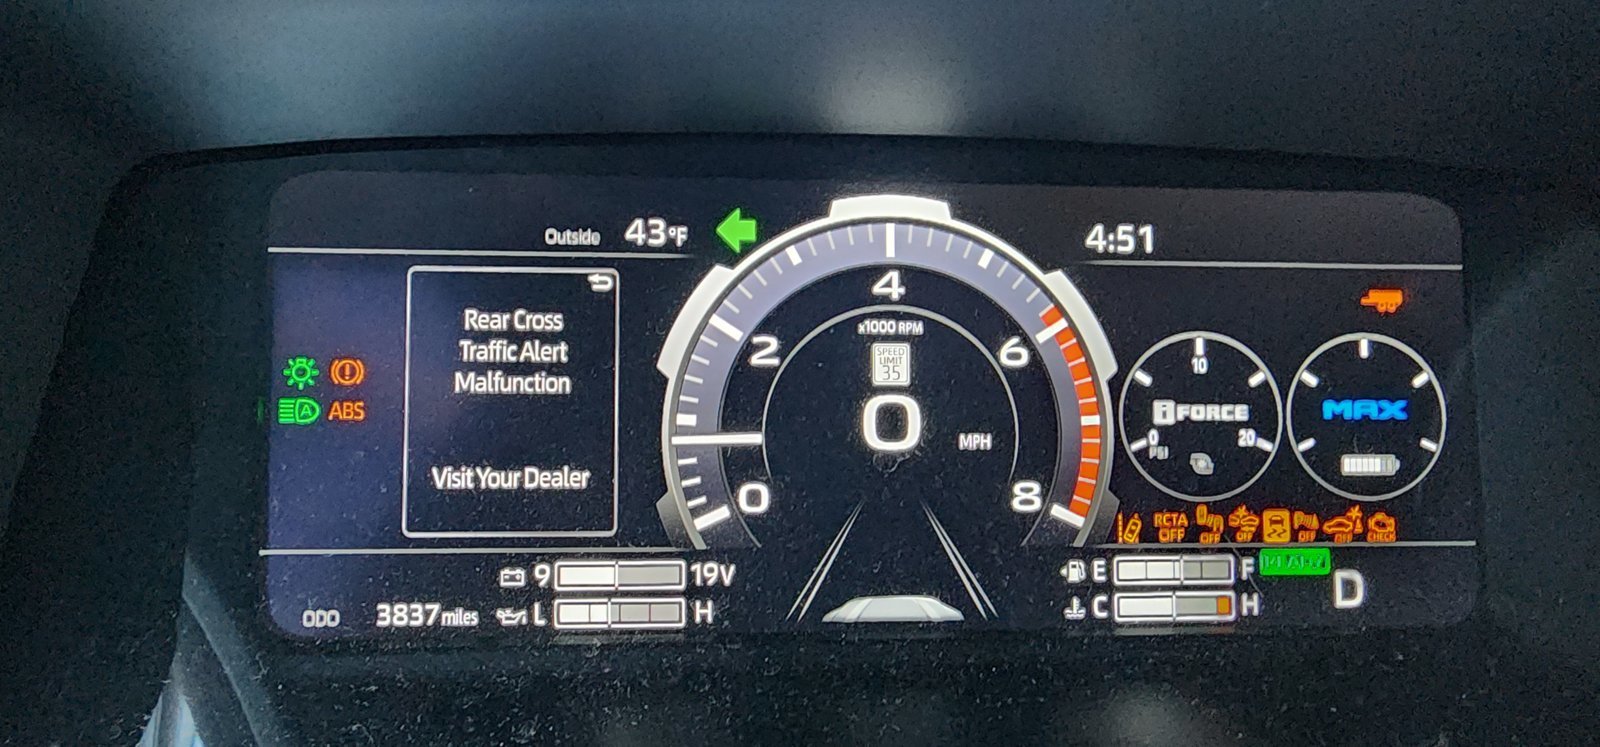 Outside 43°F
4:51
Rear Cross
Traffic Alert
Malfunction
Visit Your Dealer
A
ABS
0
2
4
6
8
x1000 RPM
SPEED
LIMIT
35
0
MPH
10
iFORCE
0
20
PSI
MAX
RCTA
OFF
OFF
OFF
OFF
OFF
CHECK
9
19V
E
F
READY
D
ODO 3837 miles
L
H
C
H